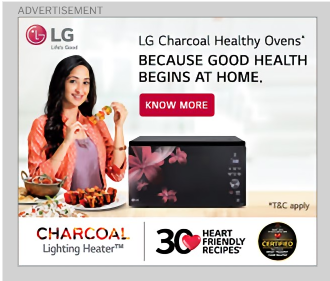 ADVERTISEMENT
LG
Life's Good
LG Charcoal Healthy Ovens*
BECAUSE GOOD HEALTH
BEGINS AT HOME.
KNOW MORE
*T&C apply
CHARCOAL
Lighting Heater™
30 HEART
FRIENDLY
RECIPES*
CERTIFIED